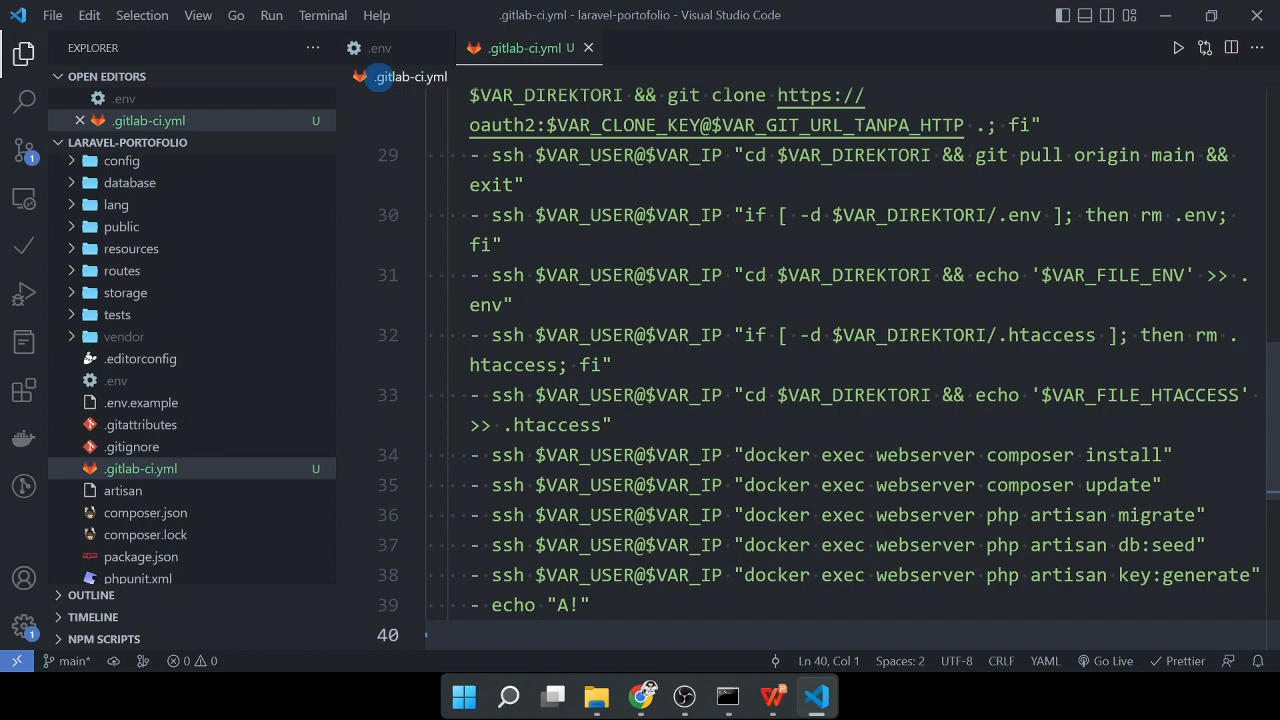 File Edit Selection View Go Run Terminal Help
.gitlab-ci.yml - laravel-portofolio - Visual Studio Code
EXPLORER
OPEN EDITORS
.env
.gitlab-ci.yml U
LARAVEL-PORTOFOLIO
config
database
lang
public
resources
routes
storage
tests
vendor
.editorconfig
.env
.env.example
.gitattributes
.gitignore
.gitlab-ci.yml U
artisan
composer.json
composer.lock
package.json
phpunit.xml
OUTLINE
TIMELINE
NPM SCRIPTS
1
1
.env
.gitlab-ci.yml U
.gitlab-ci.yml
$VAR_DIREKTORI && git clone https://
oauth2:$VAR_CLONE_KEY@$VAR_GIT_URL_TANPA_HTTP .; fi"
29 - ssh $VAR_USER@$VAR_IP "cd $VAR_DIREKTORI && git pull origin main &&
exit"
30 - ssh $VAR_USER@$VAR_IP "if [ -d $VAR_DIREKTORI/.env ]; then rm .env;
fi"
31 - ssh $VAR_USER@$VAR_IP "cd $VAR_DIREKTORI && echo '$VAR_FILE_ENV' >> .
env"
32 - ssh $VAR_USER@$VAR_IP "if [ -d $VAR_DIREKTORI/.htaccess ]; then rm .
htaccess; fi"
33 - ssh $VAR_USER@$VAR_IP "cd $VAR_DIREKTORI && echo '$VAR_FILE_HTACCESS'
>> .htaccess"
34 - ssh $VAR_USER@$VAR_IP "docker exec webserver composer install"
35 - ssh $VAR_USER@$VAR_IP "docker exec webserver composer update"
36 - ssh $VAR_USER@$VAR_IP "docker exec webserver php artisan migrate"
37 - ssh $VAR_USER@$VAR_IP "docker exec webserver php artisan db:seed"
38 - ssh $VAR_USER@$VAR_IP "docker exec webserver php artisan key:generate"
39 - echo "A!"
40
main* 0 0 Ln 40, Col 1 Spaces: 2 UTF-8 CRLF YAML Go Live Prettier